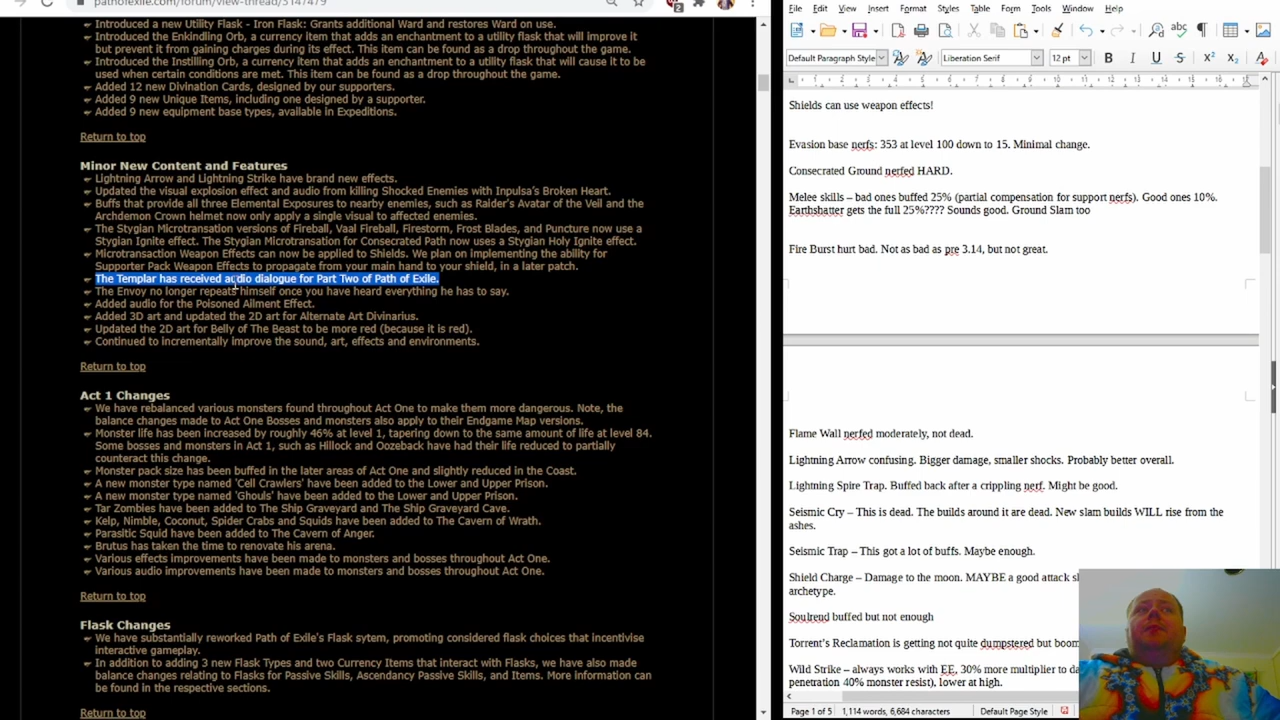 pathofexile.com/forum/view-thread/3147479
2
Introduced a new Utility Flask - Iron Flask: Grants additional Ward and restores Ward on use.
Introduced the Enkindling Orb, a currency item that adds an enchantment to a utility flask that will improve it
but prevent it from gaining charges during its effect. This item can be found as a drop throughout the game.
Introduced the Instilling Orb, a currency item that adds an enchantment to a utility flask that will cause it to be
used when certain conditions are met. This item can be found as a drop throughout the game.
Added 12 new Divination Cards, designed by our supporters.
Added 9 new Unique Items, including one designed by a supporter.
Added 9 new equipment base types, available in Expeditions.
Return to top
Minor New Content and Features
Lightning Arrow and Lightning Strike have brand new effects.
Updated the visual explosion effect and audio from killing Shocked Enemies with Inpulsa's Broken Heart.
Buffs that provide all three Elemental Exposures to nearby enemies, such as Raider's Avatar of the Veil and the
Archdemon Crown helmet now only apply a single visual to affected enemies.
The Stygian Microtransation versions of Fireball, Vaal Fireball, Firestorm, Frost Blades, and Puncture now use a
Stygian Ignite effect. The Stygian Microtransation for Consecrated Path now uses a Stygian Holy Ignite effect.
Microtransaction Weapon Effects can now be applied to Shields. We plan on implementing the ability for
Supporter Pack Weapon Effects to propagate from your main hand to your shield, in a later patch.
The Templar has received audio dialogue for Part Two of Path of Exile.
The Envoy no longer repeats himself once you have heard everything he has to say.
Added audio for the Poisoned Ailment Effect.
Added 3D art and updated the 2D art for Alternate Art Divinarius.
Updated the 2D art for Belly of The Beast to be more red (because it is red).
Continued to incrementally improve the sound, art, effects and environments.
Return to top
Act 1 Changes
We have rebalanced various monsters found throughout Act One to make them more dangerous. Note, the
balance changes made to Act One Bosses and monsters also apply to their Endgame Map versions.
Monster life has been increased by roughly 46% at level 1, tapering down to the same amount of life at level 84.
Some bosses and monsters in Act 1, such as Hillock and Oozeback have had their life reduced to partially
counteract this change.
Monster pack size has been buffed in the later areas of Act One and slightly reduced in the Coast.
A new monster type named 'Cell Crawlers' have been added to the Lower and Upper Prison.
A new monster type named 'Ghouls' have been added to the Lower and Upper Prison.
Tar Zombies have been added to The Ship Graveyard and The Ship Graveyard Cave.
Kelp, Nimble, Coconut, Spider Crabs and Squids have been added to The Cavern of Wrath.
Parasitic Squid have been added to The Cavern of Anger.
Brutus has taken the time to renovate his arena.
Various effects improvements have been made to monsters and bosses throughout Act One.
Various audio improvements have been made to monsters and bosses throughout Act One.
Return to top
Flask Changes
We have substantially reworked Path of Exile's Flask sytem, promoting considered flask choices that incentivise
interactive gameplay.
In addition to adding 3 new Flask Types and two Currency Items that interact with Flasks, we have also made
balance changes relating to Flasks for Passive Skills, Ascendancy Passive Skills, and Items. More information can
be found in the respective sections.
Return to top
File Edit View Insert Format Styles Table Form Tools Window Help
Default Paragraph Style Liberation Serif 12 pt B I U S X² X₂ A
Shields can use weapon effects!
Evasion base nerfs: 353 at level 100 down to 15. Minimal change.
Consecrated Ground nerfed HARD.
Melee skills – bad ones buffed 25% (partial compensation for support nerfs). Good ones 10%.
Earthshatter gets the full 25%???? Sounds good. Ground Slam too
Fire Burst hurt bad. Not as bad as pre 3.14, but not great.
Flame Wall nerfed moderately, not dead.
Lightning Arrow confusing. Bigger damage, smaller shocks. Probably better overall.
Lightning Spire Trap. Buffed back after a crippling nerf. Might be good.
Seismic Cry – This is dead. The builds around it are dead. New slam builds WILL rise from the
ashes.
Seismic Trap – This got a lot of buffs. Maybe enough.
Shield Charge – Damage to the moon. MAYBE a good attack
archetype.
Soulrend buffed but not enough
Torrent's Reclamation is getting not quite dumpstered but
Wild Strike – always works with EE, 30% more multiplier to
penetration 40% monster resist), lower at high.
Page 1 of 5 1,114 words, 6,684 characters Default Page Style